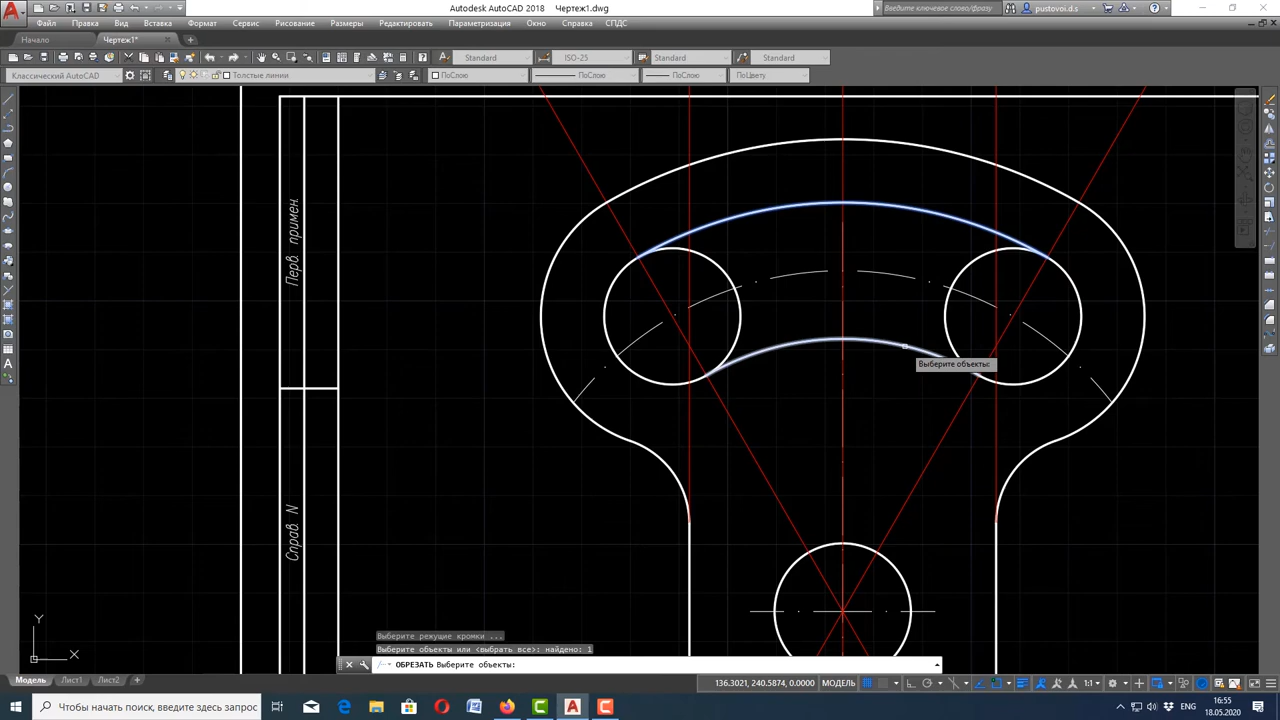 Autodesk AutoCAD 2018 Чертеж1.dwg
Введите ключевое слово/фразу
pustovoi.d.s
Файл Правка Вид Вставка Формат Сервис Рисование Размеры Редактировать Параметризация Окно Справка СПДС
Начало Чертеж1*
Standard ISO-25 Standard Standard
Классический AutoCAD Толстые линии ПоСлою ПоСлою ПоСлою ПоЦвету
Перв. примен.
Справ. N
Выберите объекты:
Y
X
Выберите режущие кромки ...
Выберите объекты или <выбрать все>: найдено: 1
ОБРЕЗАТЬ Выберите объекты:
Модель Лист1 Лист2 +
136.3021, 240.5874, 0.0000 МОДЕЛЬ 1:1
Чтобы начать поиск, введите здесь запрос
ENG
16:55
18.05.2020